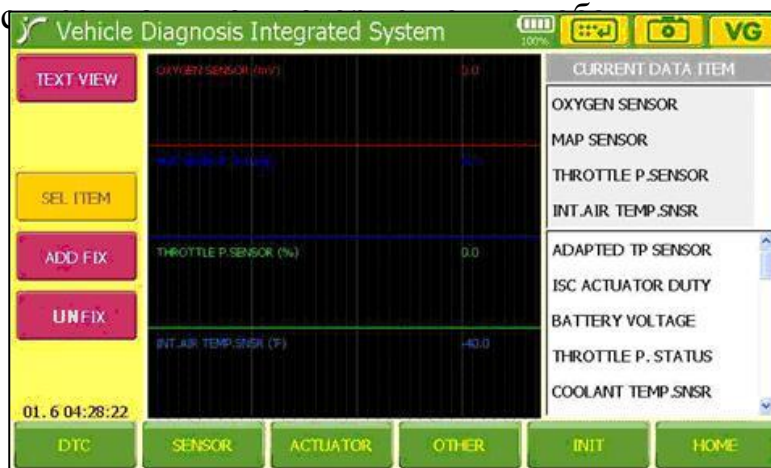 Vehicle Diagnosis Integrated System
100%
VG
TEXT VIEW
SEL ITEM
ADD FIX
UNFIX
01. 6 04:28:22
OXYGEN SENSOR (mV) 0.0
THROTTLE P.SENSOR (%) 0.0
INT.AIR TEMP.SNSR (°F) -40.0
CURRENT DATA ITEM
OXYGEN SENSOR
MAP SENSOR
THROTTLE P.SENSOR
INT.AIR TEMP.SNSR
ADAPTED TP SENSOR
ISC ACTUATOR DUTY
BATTERY VOLTAGE
THROTTLE P. STATUS
COOLANT TEMP.SNSR
DTC SENSOR ACTUATOR OTHER INIT HOME